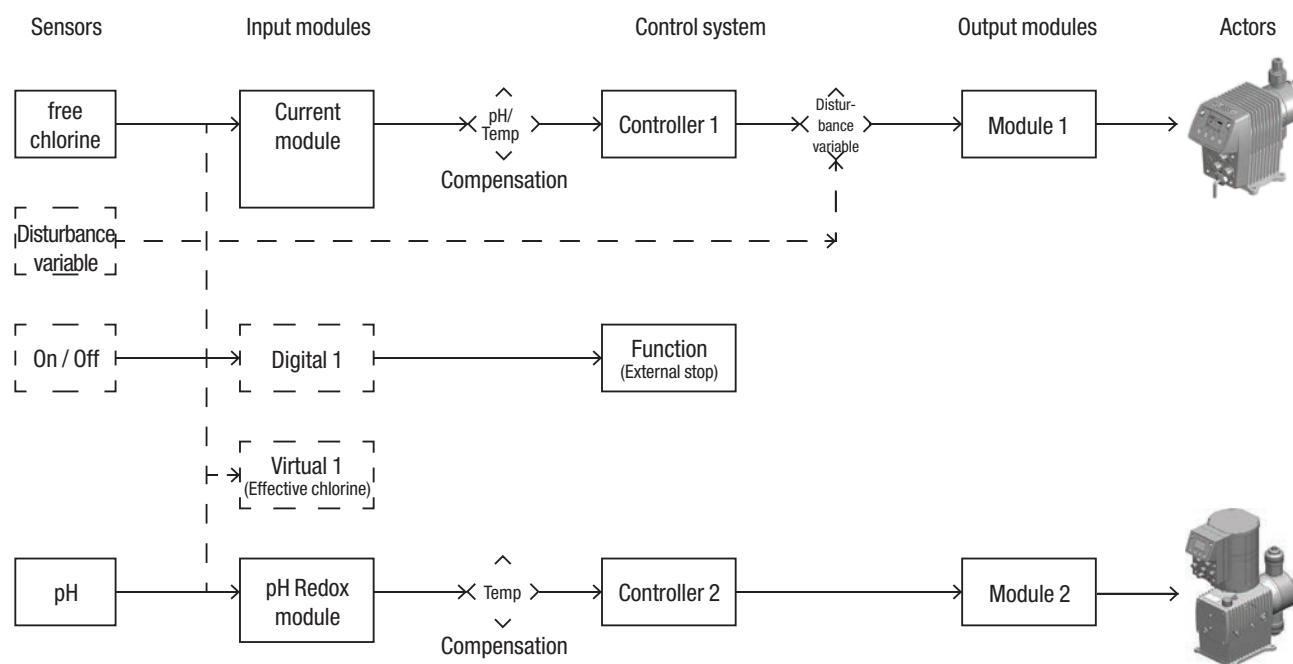 Sensors
Input modules
Control system
Output modules
Actors
free
chlorine
Current
module
pH/
Temp
Compensation
Controller 1
Distur-
bance
variable
Module 1
Disturbance
variable
On / Off
Digital 1
Function
(External stop)
Virtual 1
(Effective chlorine)
pH
pH Redox
module
Temp
Compensation
Controller 2
Module 2